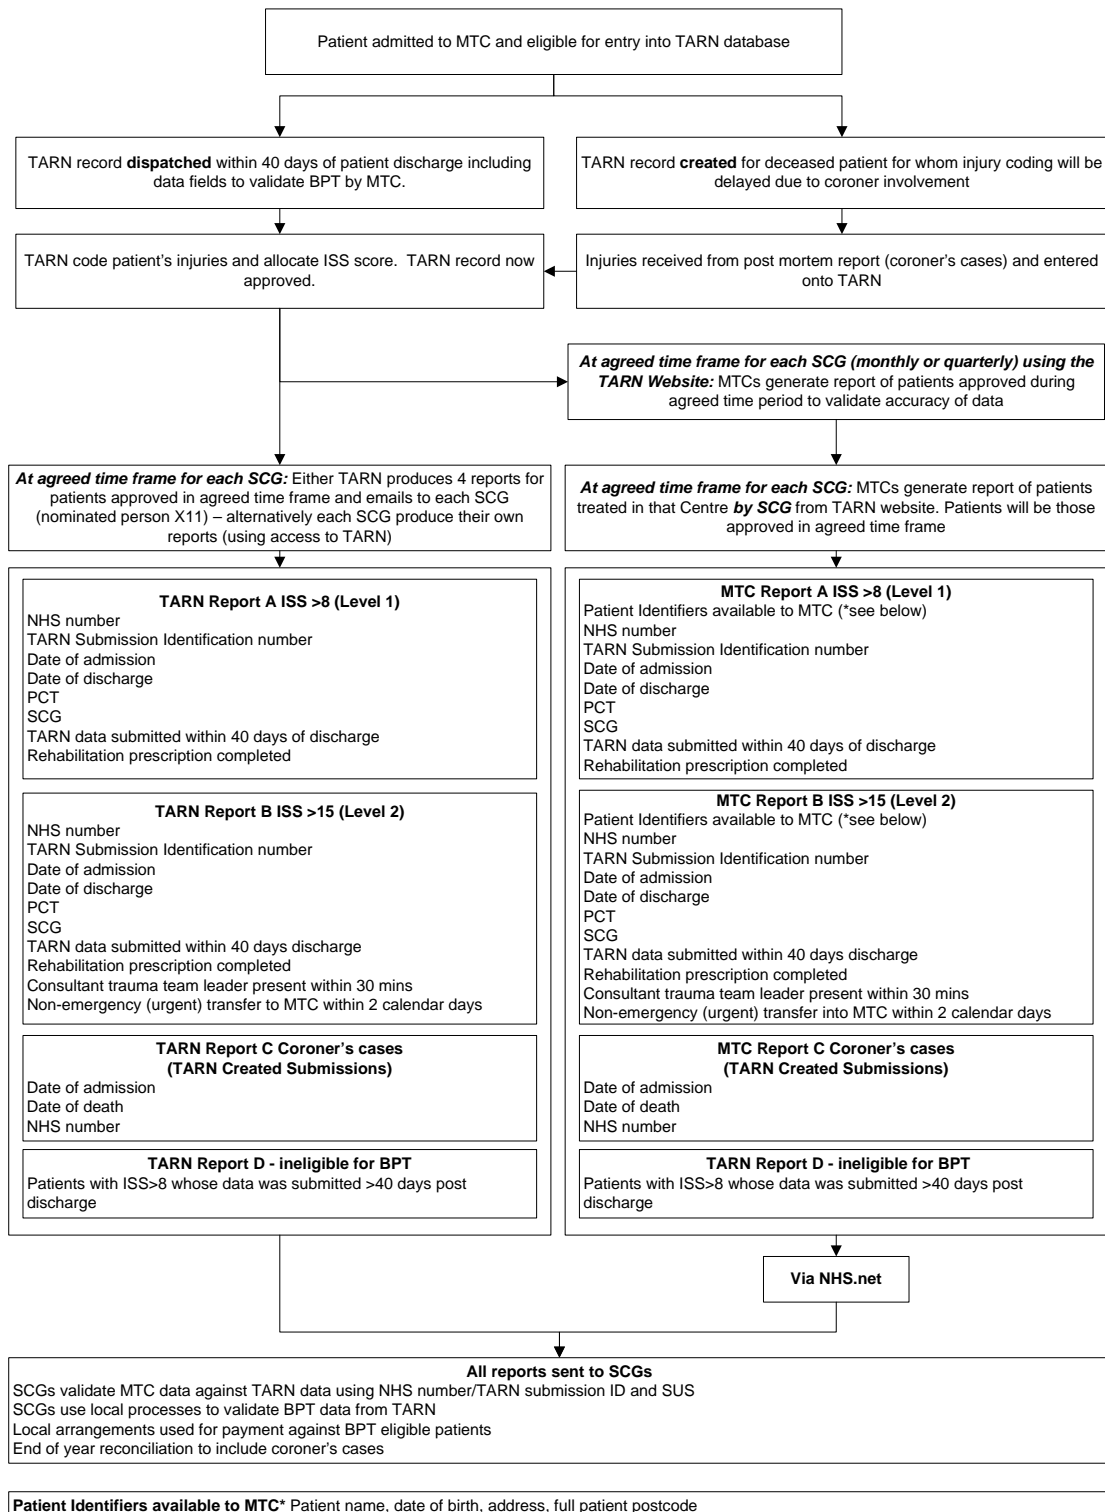 Patient admitted to MTC and eligible for entry into TARN database
TARN record dispatched within 40 days of patient discharge including
data fields to validate BPT by MTC.
TARN record created for deceased patient for whom injury coding will be
delayed due to coroner involvement
TARN code patient's injuries and allocate ISS score.  TARN record now
approved.
Injuries received from post mortem report (coroner's cases) and entered
onto TARN
At agreed time frame for each SCG (monthly or quarterly) using the
TARN Website: MTCs generate report of patients approved during
agreed time period to validate accuracy of data
At agreed time frame for each SCG: Either TARN produces 4 reports for
patients approved in agreed time frame and emails to each SCG
(nominated person X11) – alternatively each SCG produce their own
reports (using access to TARN)
At agreed time frame for each SCG: MTCs generate report of patients
treated in that Centre by SCG from TARN website. Patients will be those
approved in agreed time frame
TARN Report A ISS >8 (Level 1)
NHS number
TARN Submission Identification number
Date of admission
Date of discharge
PCT
SCG
TARN data submitted within 40 days of discharge
Rehabilitation prescription completed
TARN Report B ISS >15 (Level 2)
NHS number
TARN Submission Identification number
Date of admission
Date of discharge
PCT
SCG
TARN data submitted within 40 days discharge
Rehabilitation prescription completed
Consultant trauma team leader present within 30 mins
Non-emergency (urgent) transfer to MTC within 2 calendar days
TARN Report C Coroner's cases
(TARN Created Submissions)
Date of admission
Date of death
NHS number
TARN Report D - ineligible for BPT
Patients with ISS>8 whose data was submitted >40 days post
discharge
MTC Report A ISS >8 (Level 1)
Patient Identifiers available to MTC (*see below)
NHS number
TARN Submission Identification number
Date of admission
Date of discharge
PCT
SCG
TARN data submitted within 40 days of discharge
Rehabilitation prescription completed
MTC Report B ISS >15 (Level 2)
Patient Identifiers available to MTC (*see below)
NHS number
TARN Submission Identification number
Date of admission
Date of discharge
PCT
SCG
TARN data submitted within 40 days discharge
Rehabilitation prescription completed
Consultant trauma team leader present within 30 mins
Non-emergency (urgent) transfer into MTC within 2 calendar days
MTC Report C Coroner's cases
(TARN Created Submissions)
Date of admission
Date of death
NHS number
TARN Report D - ineligible for BPT
Patients with ISS>8 whose data was submitted >40 days post
discharge
Via NHS.net
All reports sent to SCGs
SCGs validate MTC data against TARN data using NHS number/TARN submission ID and SUS
SCGs use local processes to validate BPT data from TARN
Local arrangements used for payment against BPT eligible patients
End of year reconciliation to include coroner's cases
Patient Identifiers available to MTC* Patient name, date of birth, address, full patient postcode